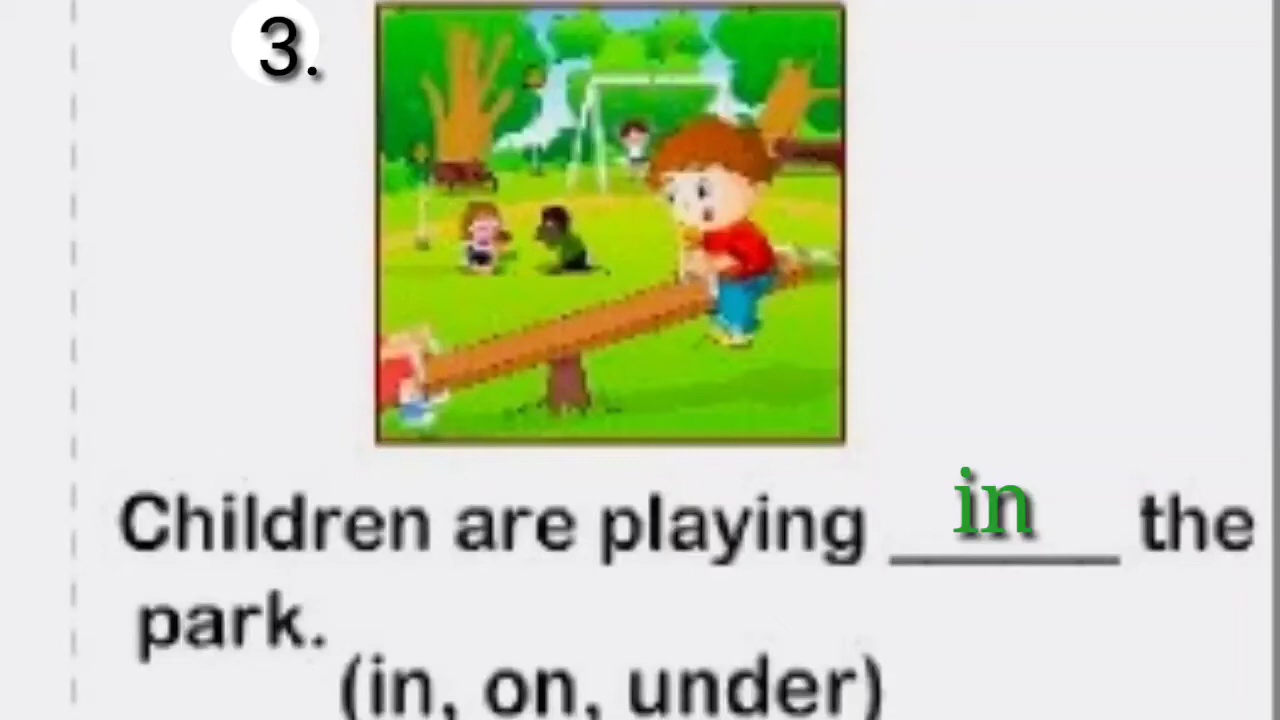 3.
Children are playing in the
park.
(in, on, under)